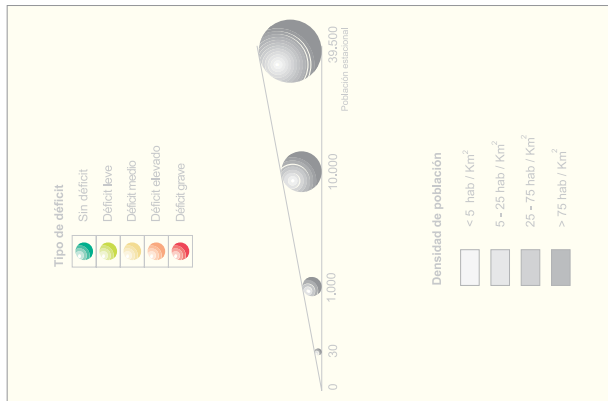 Tipo de déficit
Sin déficit
Déficit leve
Déficit medio
Déficit elevado
Déficit grave
0
30
1.000
10.000
39.500
Población estacional
Densidad de población
< 5 hab / Km²
5 - 25 hab / Km²
25 - 75 hab / Km²
> 75 hab / Km²